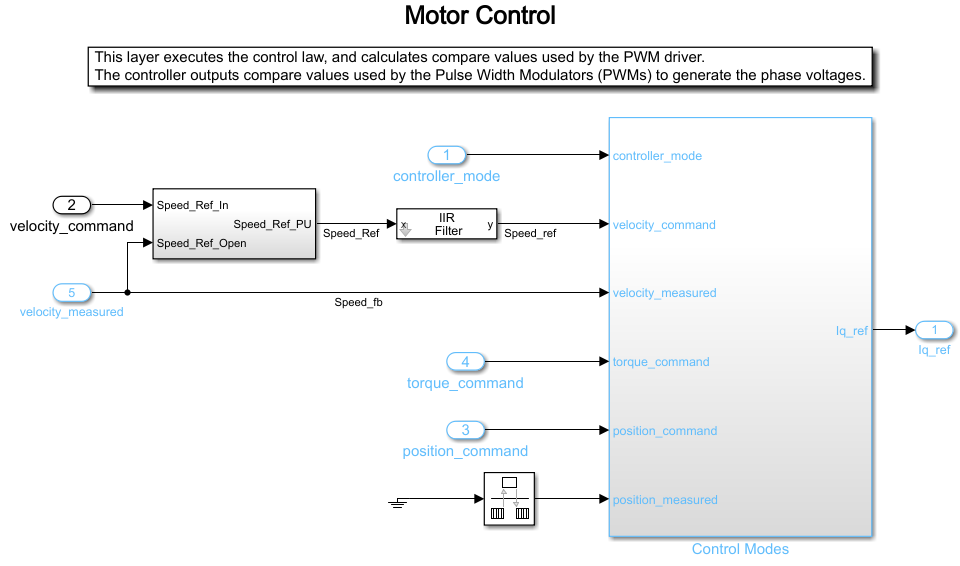 Motor Control
This layer executes the control law, and calculates compare values used by the PWM driver.
The controller outputs compare values used by the Pulse Width Modulators (PWMs) to generate the phase voltages.
1
controller_mode
controller_mode
2
velocity_command
Speed_Ref_In
Speed_Ref_PU
Speed_Ref_Open
Speed_Ref
x
IIR
Filter
y
Speed_ref
velocity_command
5
velocity_measured
Speed_fb
velocity_measured
Iq_ref
1
Iq_ref
4
torque_command
torque_command
3
position_command
position_command
position_measured
Control Modes